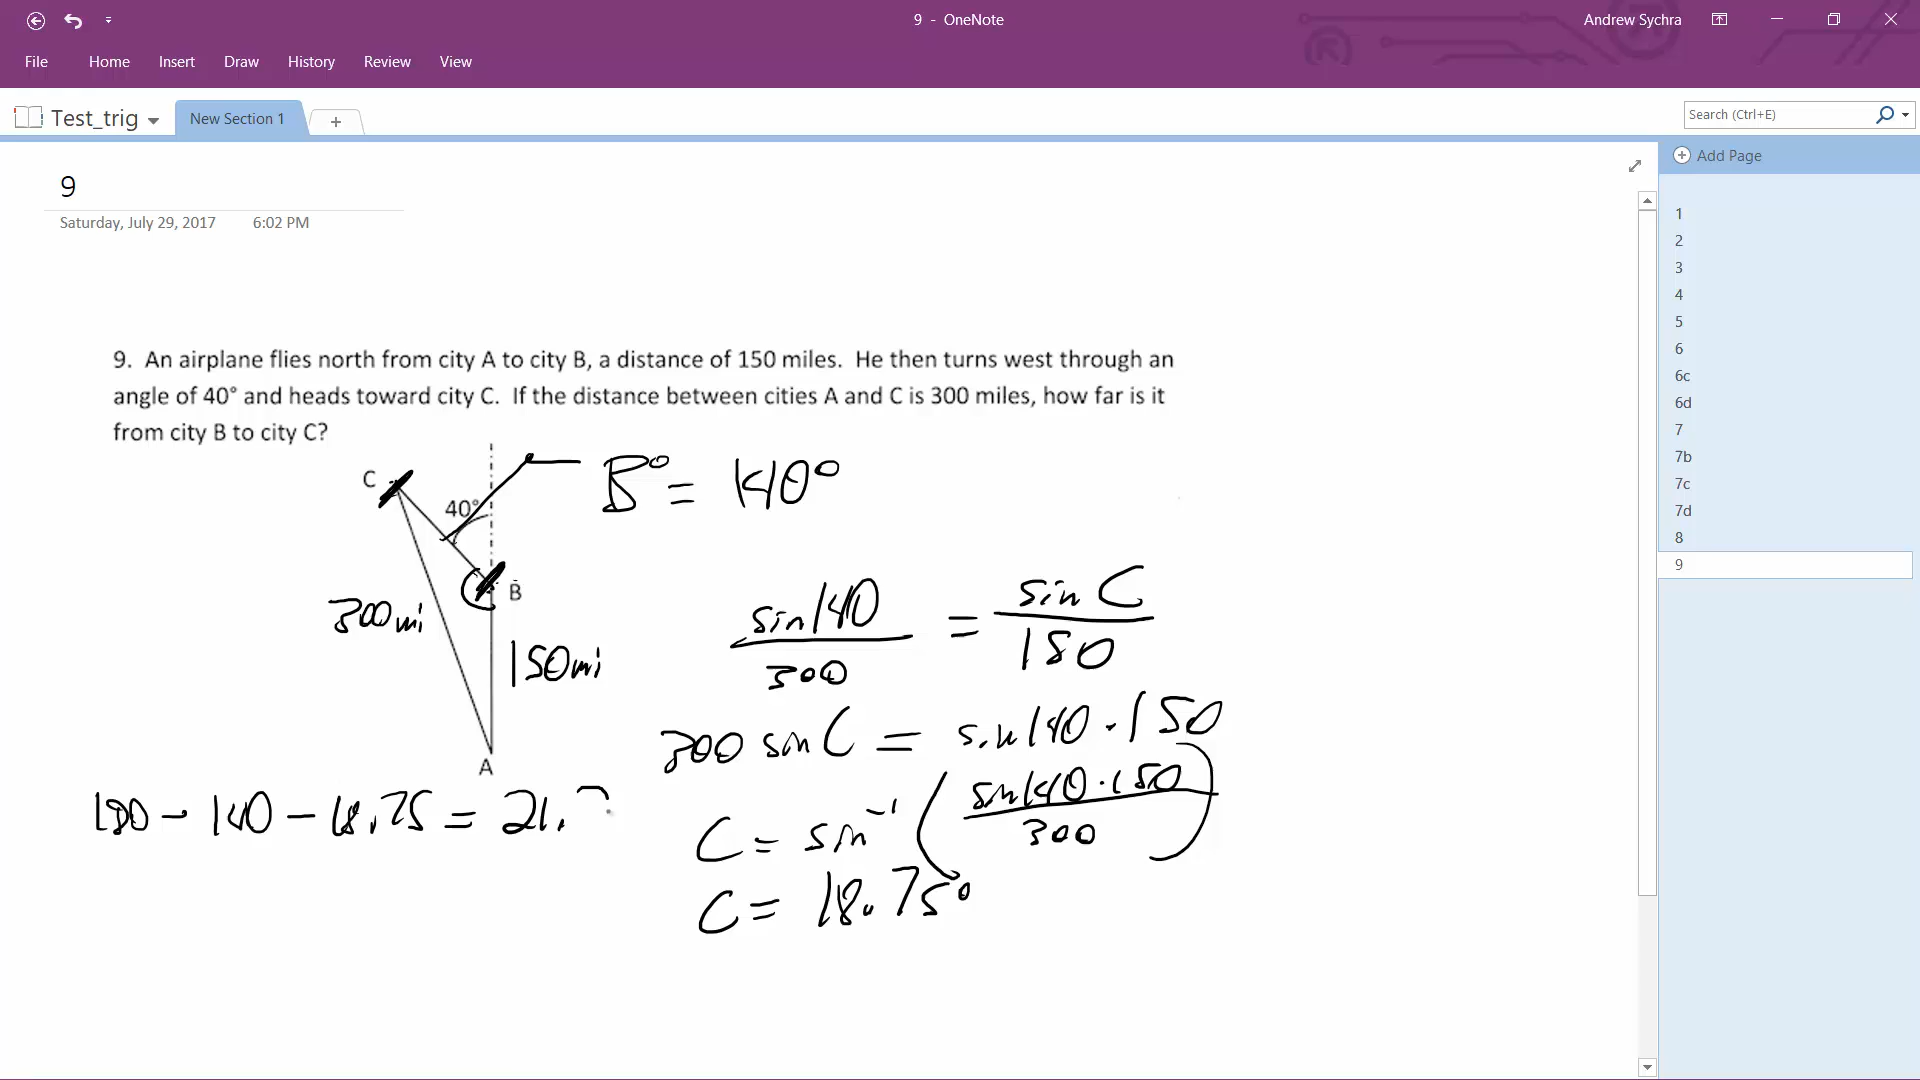 9 - OneNote
Andrew Sychra
File Home Insert Draw History Review View
Test_trig
New Section 1
+
Search (Ctrl+E)
Add Page
9
Saturday, July 29, 2017 6:02 PM
9. An airplane flies north from city A to city B, a distance of 150 miles. He then turns west through an
angle of 40° and heads toward city C. If the distance between cities A and C is 300 miles, how far is it
from city B to city C?
C
40°
B
A
300mi
150mi
B° = 140°
sin140 / 300 = sin C / 150
300 sin C = sin140 · 150
C = sin⁻¹ ( sin140 · 150 / 300 )
C = 18.75°
180 - 140 - 18.75 = 21.
1
2
3
4
5
6
6c
6d
7
7b
7c
7d
8
9